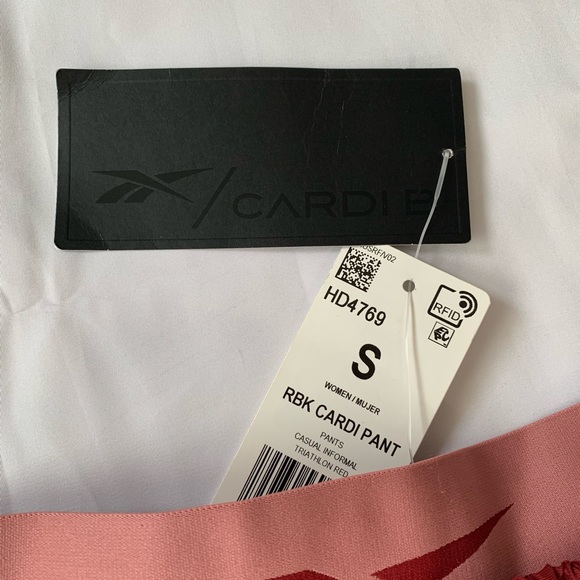 /CARDI B
HD4769
RFID
S
WOMEN / MUJER
RBK CARDI PANT
PANTS
CASUAL INFORMAL
TRIATHLON RED